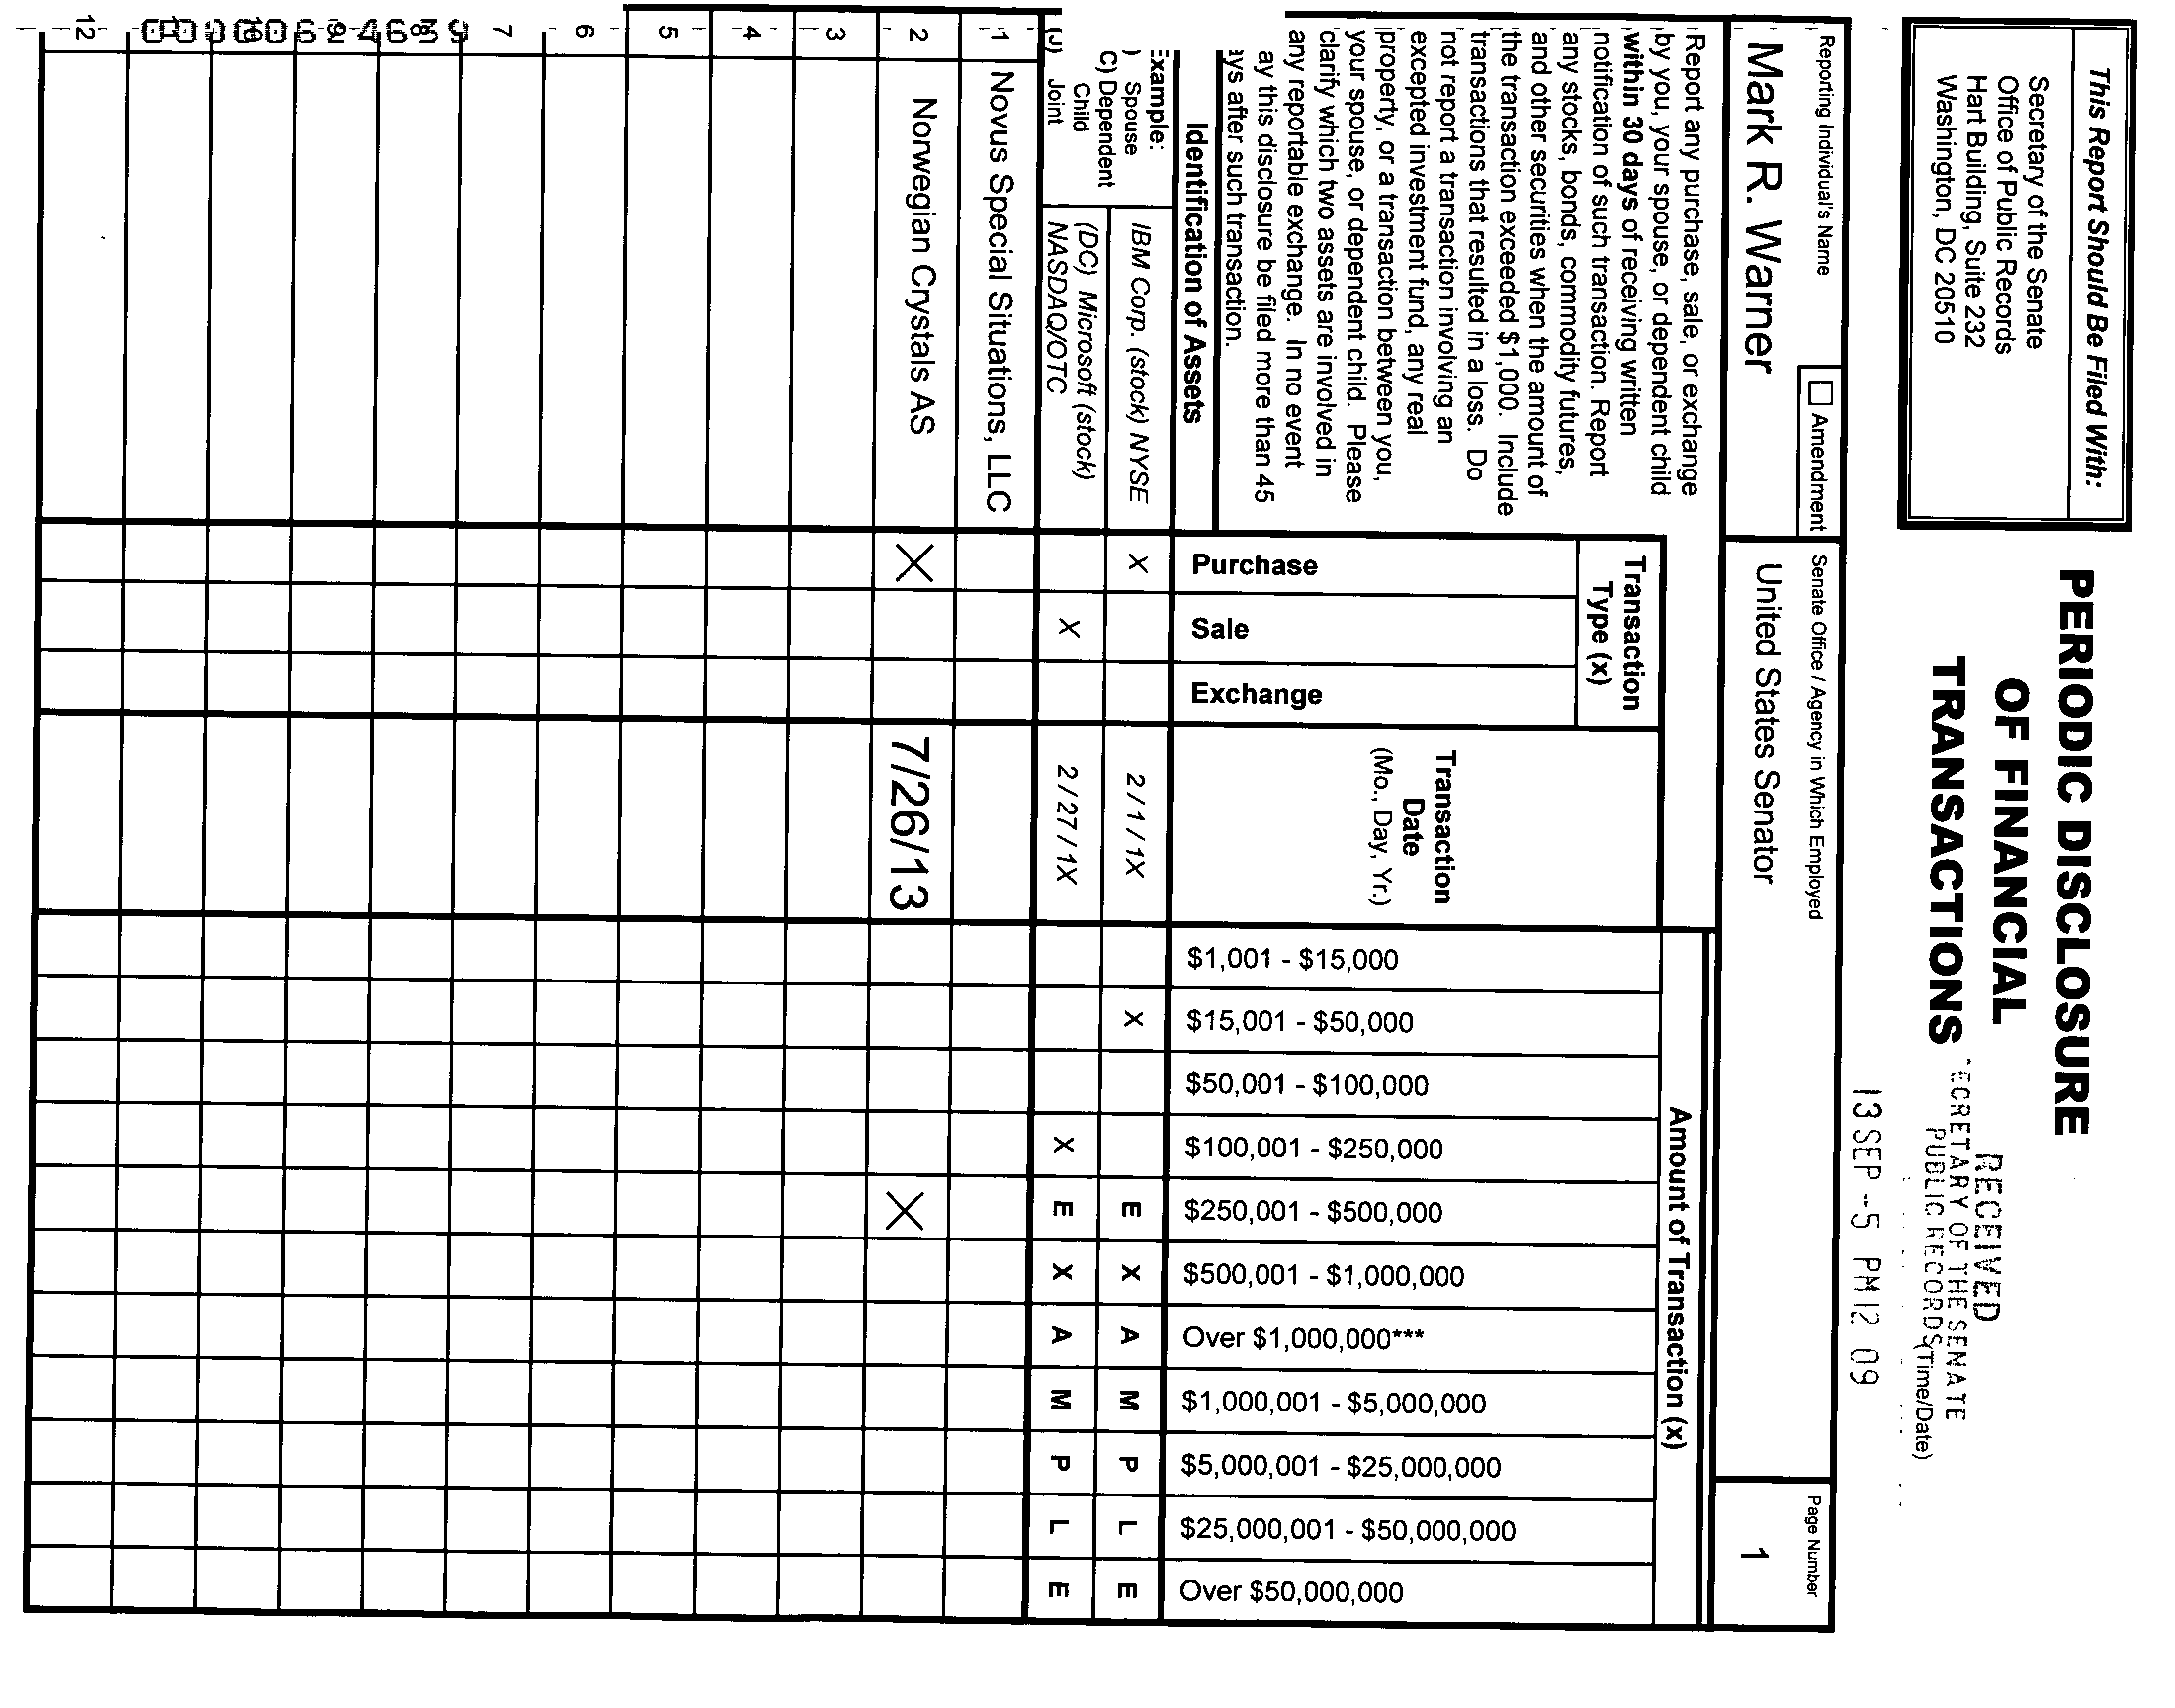 This Report Should Be Filed With:
Secretary of the Senate
Office of Public Records
Hart Building, Suite 232
Washington, DC 20510
PERIODIC DISCLOSURE
OF FINANCIAL
TRANSACTIONS
RECEIVED
SECRETARY OF THE SENATE
PUBLIC RECORDS (Time/Date)
13 SEP -5 PM 12 09
Reporting Individual's Name
Amendment
Senate Office / Agency in Which Employed
Page Number
Mark R. Warner
United States Senator
1
Report any purchase, sale, or exchange
by you, your spouse, or dependent child
within 30 days of receiving written
notification of such transaction. Report
any stocks, bonds, commodity futures,
and other securities when the amount of
the transaction exceeded $1,000. Include
transactions that resulted in a loss. Do
not report a transaction involving an
excepted investment fund, any real
property, or a transaction between you,
your spouse, or dependent child. Please
clarify which two assets are involved in
any reportable exchange. In no event
ay this disclosure be filed more than 45
ays after such transaction.
Identification of Assets
Transaction
Type (x)
Purchase
Sale
Exchange
Transaction
Date
(Mo., Day, Yr.)
Amount of Transaction (x)
$1,001 - $15,000
$15,001 - $50,000
$50,001 - $100,000
$100,001 - $250,000
$250,001 - $500,000
$500,001 - $1,000,000
Over $1,000,000***
$1,000,001 - $5,000,000
$5,000,001 - $25,000,000
$25,000,001 - $50,000,000
Over $50,000,000
Example:
) Spouse
C) Dependent
Child
(J) Joint
IBM Corp. (stock) NYSE X 2 / 1 / 1X X E X A M P L E
(DC) Microsoft (stock)
NASDAQ/OTC X 2 / 27 / 1X X E X A M P L E
1 Novus Special Situations, LLC
2 Norwegian Crystals AS X 7/26/13 X
3
4
5
6
7
12